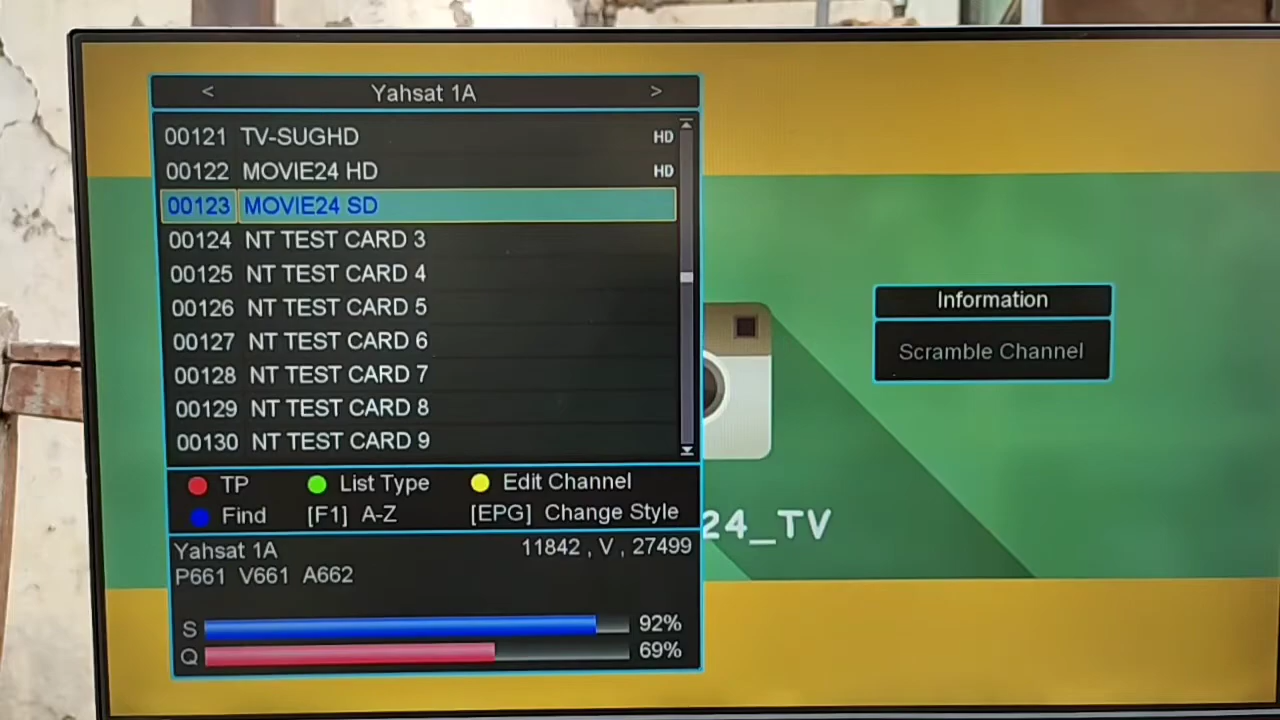 < Yahsat 1A >
00121 TV-SUGHD HD
00122 MOVIE24 HD HD
00123 MOVIE24 SD
00124 NT TEST CARD 3
00125 NT TEST CARD 4
00126 NT TEST CARD 5
00127 NT TEST CARD 6
00128 NT TEST CARD 7
00129 NT TEST CARD 8
00130 NT TEST CARD 9
TP List Type Edit Channel
Find [F1] A-Z [EPG] Change Style
Yahsat 1A 11842 , V , 27499
P661 V661 A662
S 92%
Q 69%
Information
Scramble Channel
24_TV